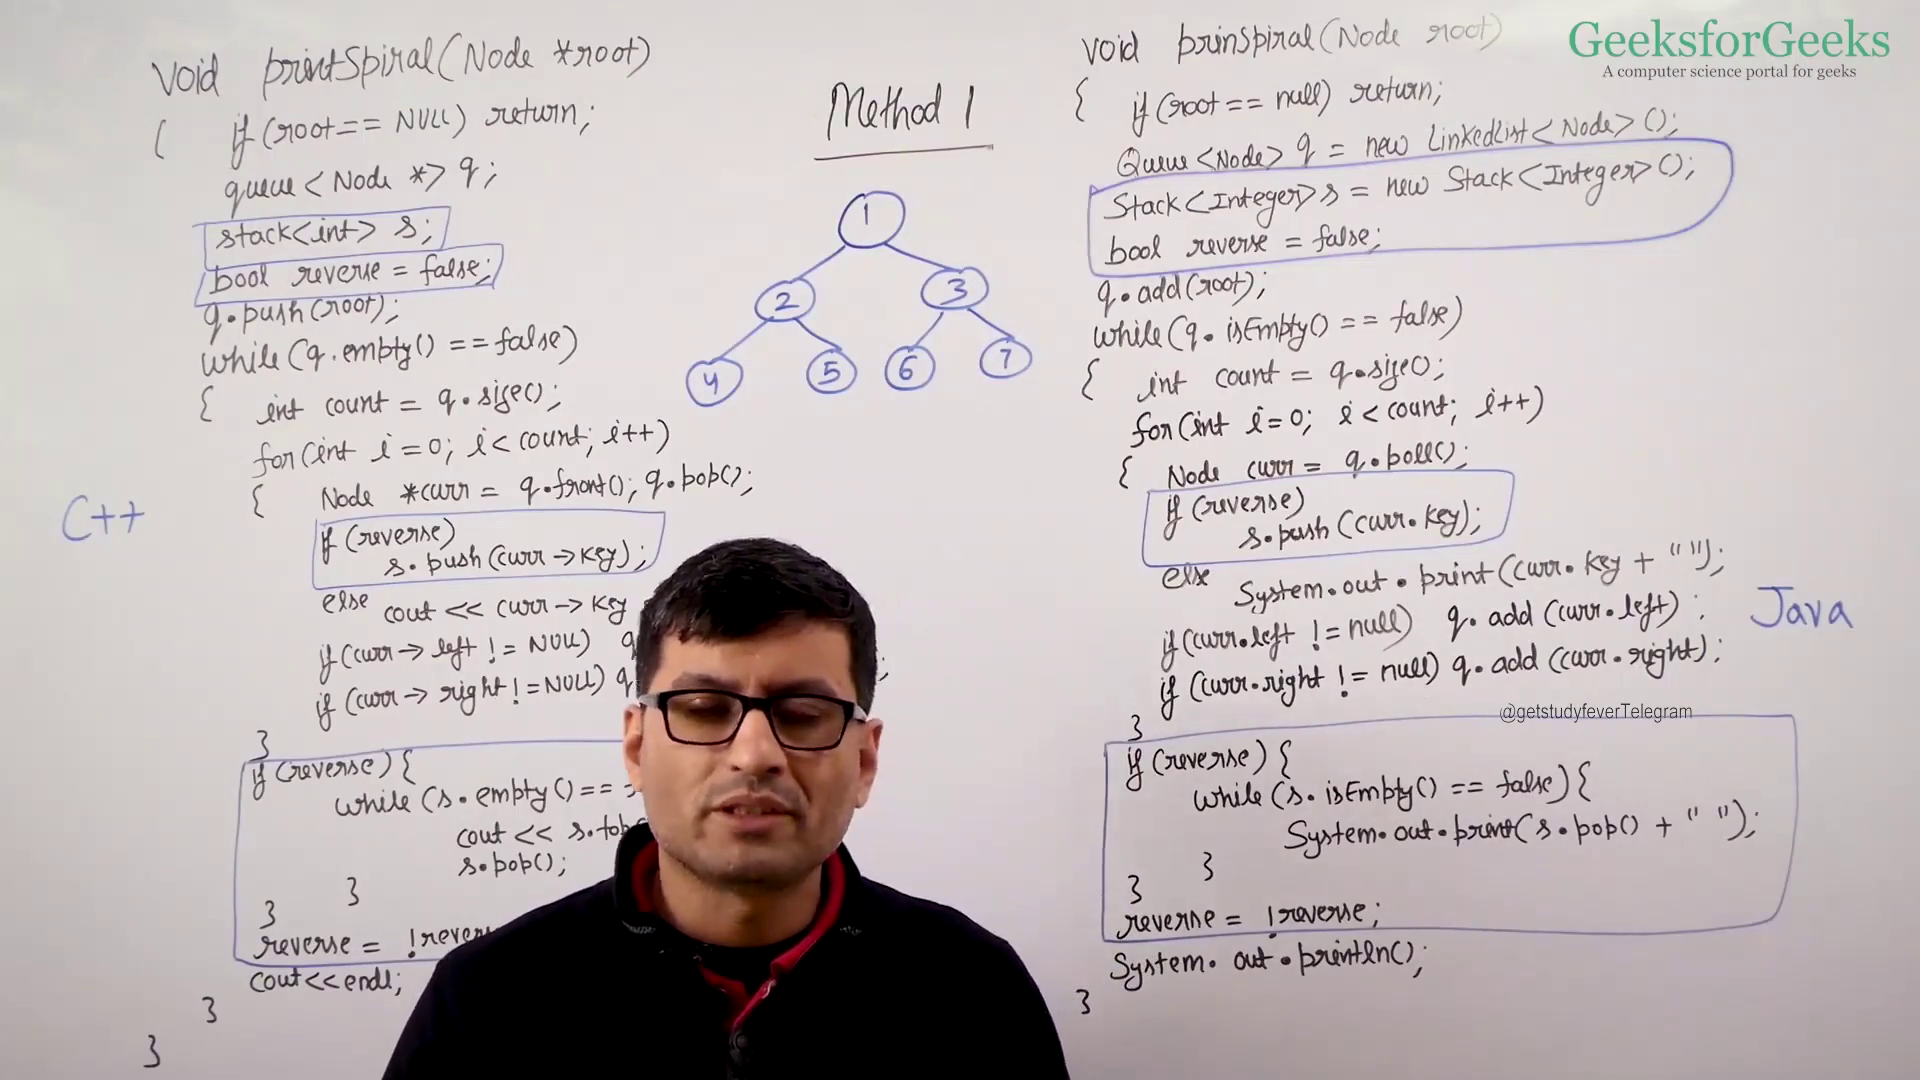 GeeksforGeeks
A computer science portal for geeks
Method 1
void printSpiral(Node *root)
{ if (root == NULL) return;
queue < Node *> q;
stack<int> s;
bool reverse = false;
q.push(root);
while (q.empty() == false)
{ int count = q.size();
for(int i = 0; i < count; i++)
{ Node *curr = q.front(); q.pop();
if (reverse)
s.push(curr -> key);
else cout << curr -> key
if (curr -> left != NULL) q
if (curr -> right != NULL) q ;
}
if (reverse) {
while (s.empty() ==
cout << s.top
s.pop();
}
}
reverse = !rever
cout<<endl;
}
}
C++
1
2 3
4 5 6 7
void prinSpiral(Node root)
{ if (root == null) return;
Queue <Node> q = new LinkedList<Node>();
Stack<Integer> s = new Stack<Integer>();
bool reverse = false;
q.add(root);
while(q.isEmpty() == false)
{ int count = q.size();
for(int i=0; i < count; i++)
{ Node curr = q.poll();
if (reverse)
s.push(curr.key);
else System.out.print(curr.key + " ");
if(curr.left != null) q.add(curr.left);
if (curr.right != null) q.add(curr.right);
}
if (reverse) {
while (s.isEmpty() == false) {
System.out.print(s.pop() + " ");
}
}
reverse = !reverse;
System.out.println();
}
Java
@getstudyfeverTelegram